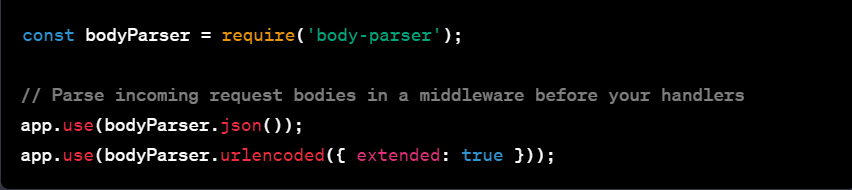 const bodyParser = require('body-parser');
// Parse incoming request bodies in a middleware before your handlers
app.use(bodyParser.json());
app.use(bodyParser.urlencoded({ extended: true }));